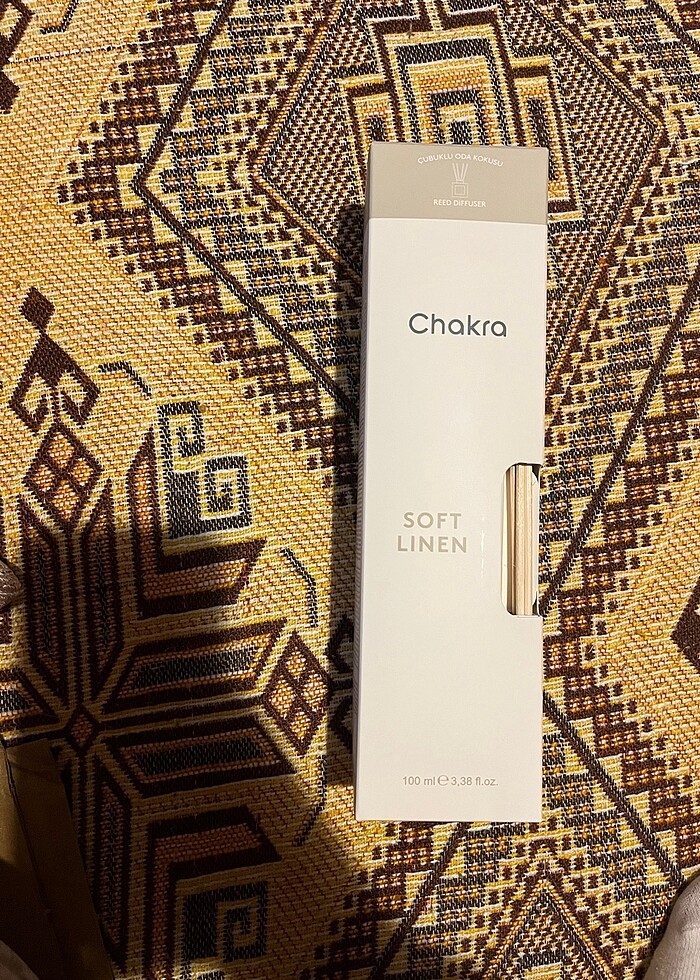 ÇUBUKLU ODA KOKUSU
REED DIFFUSER
Chakra
SOFT
LINEN
100 ml ℮ 3,38 fl.oz.